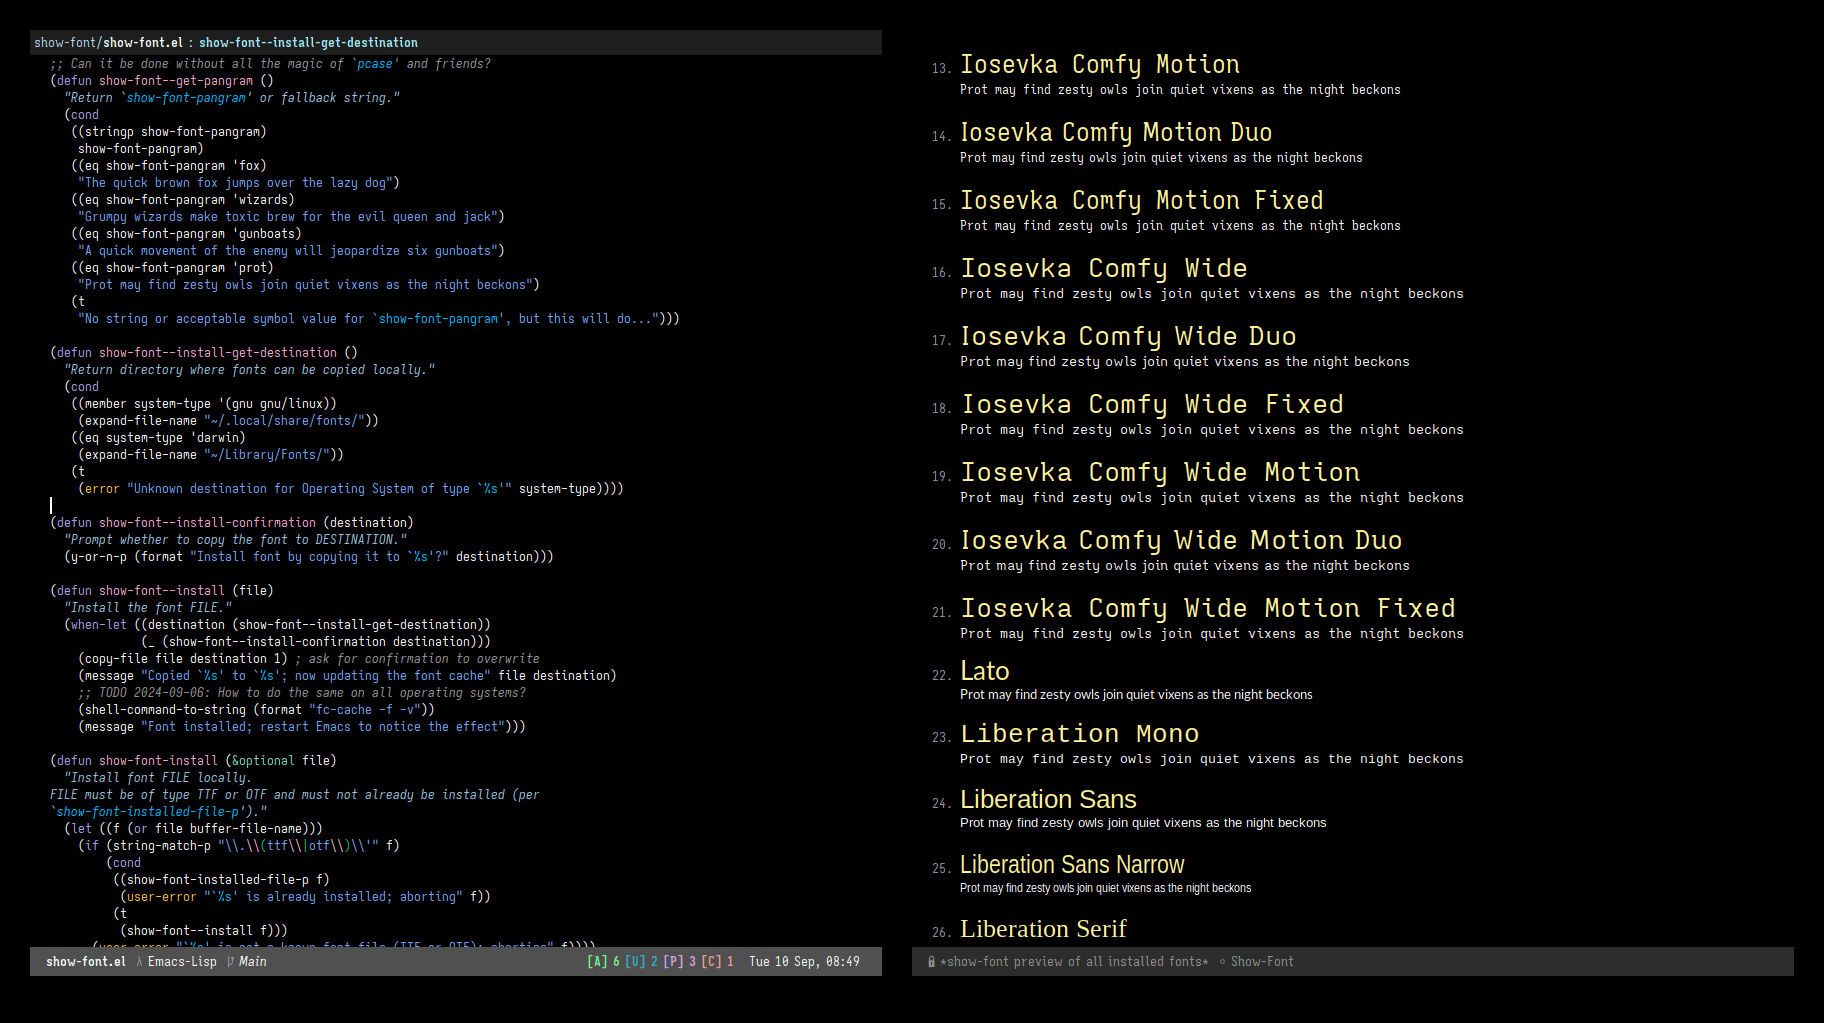 show-font/show-font.el : show-font--install-get-destination
;; Can it be done without all the magic of `pcase' and friends?
(defun show-font--get-pangram ()
  "Return `show-font-pangram' or fallback string."
  (cond
   ((stringp show-font-pangram)
    show-font-pangram)
   ((eq show-font-pangram 'fox)
    "The quick brown fox jumps over the lazy dog")
   ((eq show-font-pangram 'wizards)
    "Grumpy wizards make toxic brew for the evil queen and jack")
   ((eq show-font-pangram 'gunboats)
    "A quick movement of the enemy will jeopardize six gunboats")
   ((eq show-font-pangram 'prot)
    "Prot may find zesty owls join quiet vixens as the night beckons")
   (t
    "No string or acceptable symbol value for `show-font-pangram', but this will do...")))
(defun show-font--install-get-destination ()
  "Return directory where fonts can be copied locally."
  (cond
   ((member system-type '(gnu gnu/linux))
    (expand-file-name "~/.local/share/fonts/"))
   ((eq system-type 'darwin)
    (expand-file-name "~/Library/Fonts/"))
   (t
    (error "Unknown destination for Operating System of type `%s'" system-type))))
(defun show-font--install-confirmation (destination)
  "Prompt whether to copy the font to DESTINATION."
  (y-or-n-p (format "Install font by copying it to `%s'?" destination)))
(defun show-font--install (file)
  "Install the font FILE."
  (when-let ((destination (show-font--install-get-destination))
             (_ (show-font--install-confirmation destination)))
    (copy-file file destination 1) ; ask for confirmation to overwrite
    (message "Copied `%s' to `%s'; now updating the font cache" file destination)
    ;; TODO 2024-09-06: How to do the same on all operating systems?
    (shell-command-to-string (format "fc-cache -f -v"))
    (message "Font installed; restart Emacs to notice the effect")))
(defun show-font-install (&optional file)
  "Install font FILE locally.
FILE must be of type TTF or OTF and must not already be installed (per
`show-font-installed-file-p')."
  (let ((f (or file buffer-file-name)))
    (if (string-match-p "\\.\\(ttf\\|otf\\)\\'" f)
        (cond
         ((show-font-installed-file-p f)
          (user-error "`%s' is already installed; aborting" f))
         (t
          (show-font--install f)))
      (user-error "`%s' is not a known font file (TTF or OTF); aborting" f))))
show-font.el λ Emacs-Lisp Main [A] 6 [U] 2 [P] 3 [C] 1 Tue 10 Sep, 08:49
13. Iosevka Comfy Motion
Prot may find zesty owls join quiet vixens as the night beckons
14. Iosevka Comfy Motion Duo
Prot may find zesty owls join quiet vixens as the night beckons
15. Iosevka Comfy Motion Fixed
Prot may find zesty owls join quiet vixens as the night beckons
16. Iosevka Comfy Wide
Prot may find zesty owls join quiet vixens as the night beckons
17. Iosevka Comfy Wide Duo
Prot may find zesty owls join quiet vixens as the night beckons
18. Iosevka Comfy Wide Fixed
Prot may find zesty owls join quiet vixens as the night beckons
19. Iosevka Comfy Wide Motion
Prot may find zesty owls join quiet vixens as the night beckons
20. Iosevka Comfy Wide Motion Duo
Prot may find zesty owls join quiet vixens as the night beckons
21. Iosevka Comfy Wide Motion Fixed
Prot may find zesty owls join quiet vixens as the night beckons
22. Lato
Prot may find zesty owls join quiet vixens as the night beckons
23. Liberation Mono
Prot may find zesty owls join quiet vixens as the night beckons
24. Liberation Sans
Prot may find zesty owls join quiet vixens as the night beckons
25. Liberation Sans Narrow
Prot may find zesty owls join quiet vixens as the night beckons
26. Liberation Serif
*show-font preview of all installed fonts* ∘ Show-Font